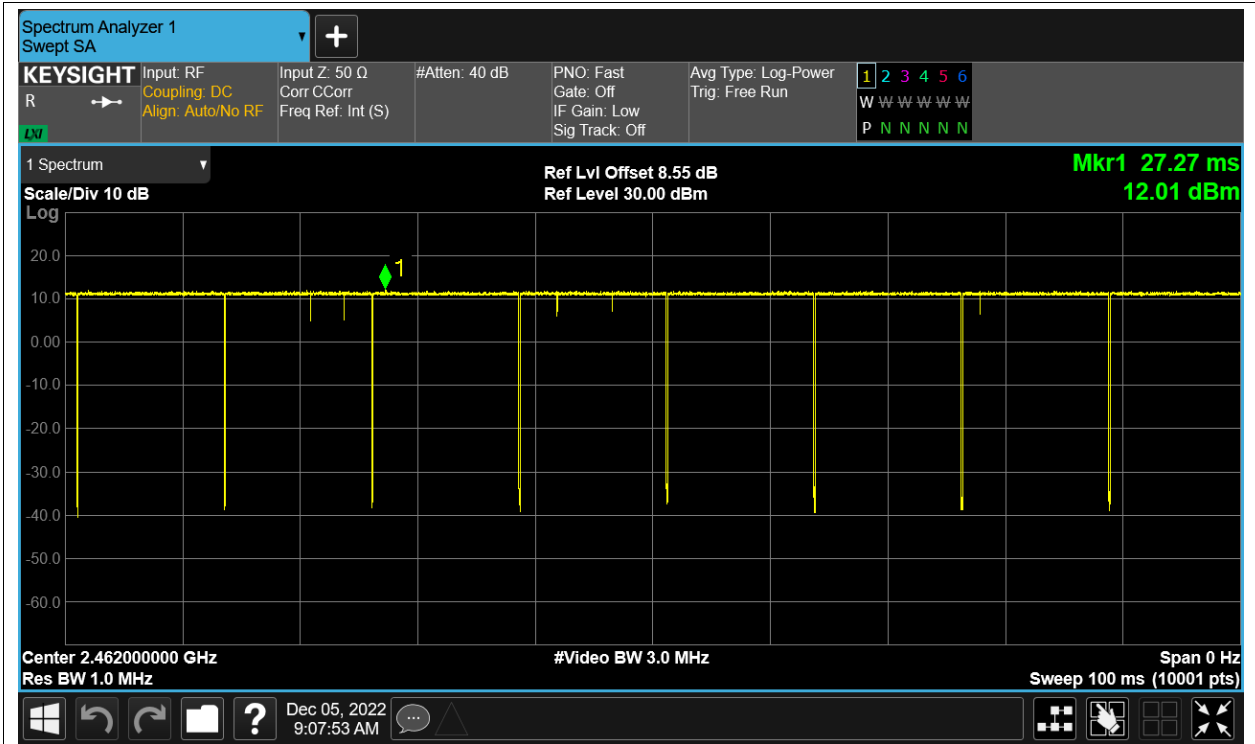 Spectrum Analyzer 1
Swept SA
KEYSIGHT
R
LXI
Input: RF
Coupling: DC
Align: Auto/No RF
Input Z: 50 Ω
Corr CCorr
Freq Ref: Int (S)
#Atten: 40 dB
PNO: Fast
Gate: Off
IF Gain: Low
Sig Track: Off
Avg Type: Log-Power
Trig: Free Run
1 2 3 4 5 6
W W W W W W
P N N N N N
1 Spectrum
Scale/Div 10 dB
Log
Ref Lvl Offset 8.55 dB
Ref Level 30.00 dBm
Mkr1 27.27 ms
12.01 dBm
1
20.0
10.0
0.00
-10.0
-20.0
-30.0
-40.0
-50.0
-60.0
Center 2.462000000 GHz
Res BW 1.0 MHz
#Video BW 3.0 MHz
Span 0 Hz
Sweep 100 ms (10001 pts)
?
Dec 05, 2022
9:07:53 AM